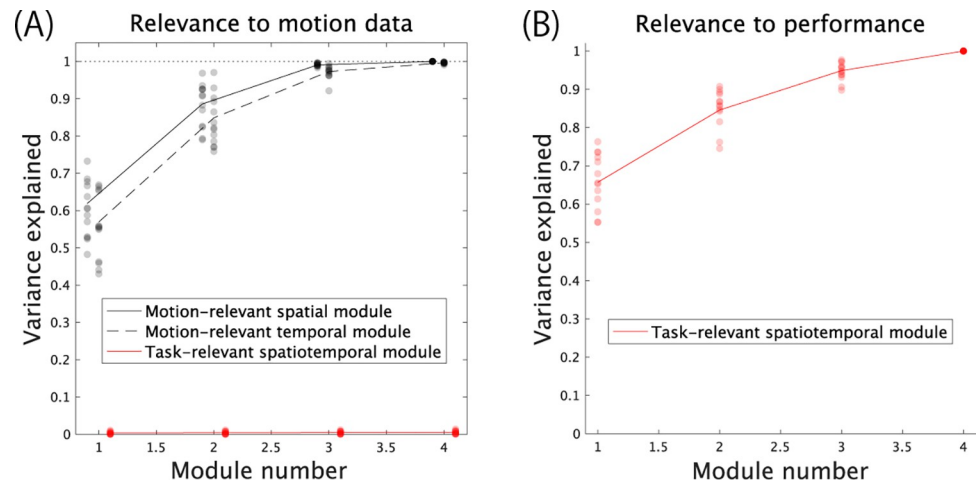 (A)
Relevance to motion data
Variance explained
1
0.9
0.8
0.7
0.6
0.5
0.4
0.3
0.2
0.1
0
Motion-relevant spatial module
Motion-relevant temporal module
Task-relevant spatiotemporal module
1 1.5 2 2.5 3 3.5 4
Module number
(B)
Relevance to performance
Variance explained
1
0.9
0.8
0.7
0.6
0.5
0.4
0.3
0.2
0.1
0
Task-relevant spatiotemporal module
1 1.5 2 2.5 3 3.5 4
Module number